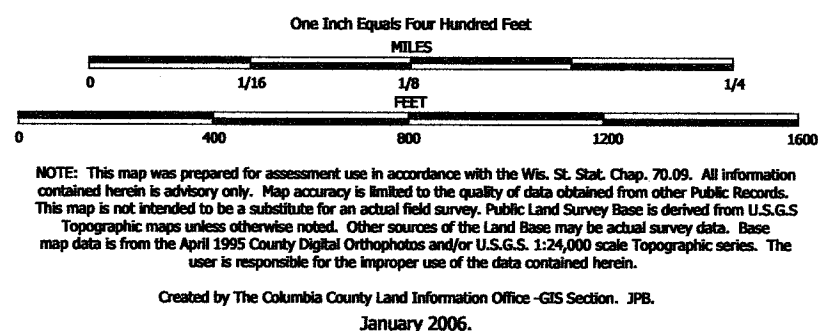 One Inch Equals Four Hundred Feet
MILES
0 1/16 1/8 1/4
FEET
0 400 800 1200 1600
NOTE: This map was prepared for assessment use in accordance with the Wis. St. Stat. Chap. 70.09. All information
contained herein is advisory only. Map accuracy is limited to the quality of data obtained from other Public Records.
This map is not intended to be a substitute for an actual field survey. Public Land Survey Base is derived from U.S.G.S
Topographic maps unless otherwise noted. Other sources of the Land Base may be actual survey data. Base
map data is from the April 1995 County Digital Orthophotos and/or U.S.G.S. 1:24,000 scale Topographic series. The
user is responsible for the improper use of the data contained herein.
Created by The Columbia County Land Information Office -GIS Section. JPB.
January 2006.